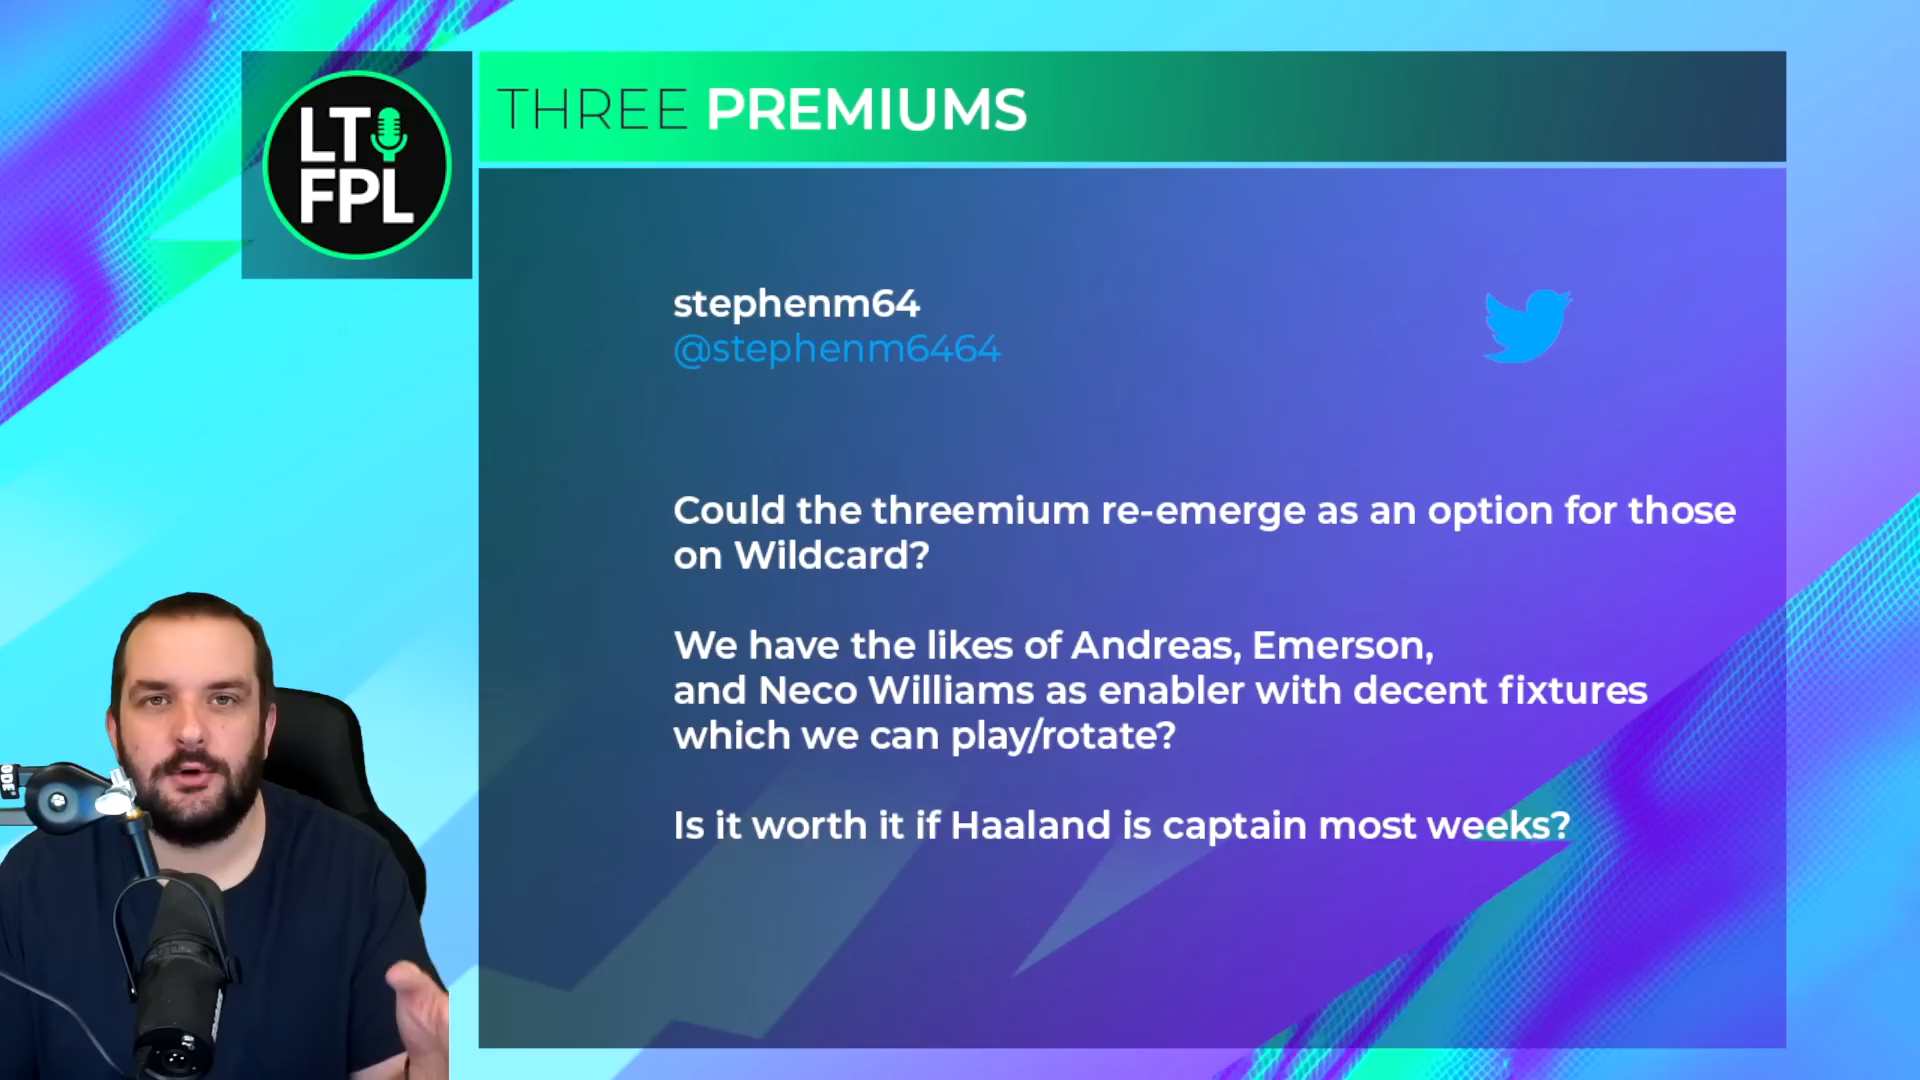 LT
FPL
THREE PREMIUMS
stephenm64
@stephenm6464
Could the threemium re-emerge as an option for those
on Wildcard?
We have the likes of Andreas, Emerson,
and Neco Williams as enabler with decent fixtures
which we can play/rotate?
Is it worth it if Haaland is captain most weeks?